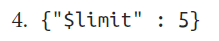 4. {"$limit" : 5}